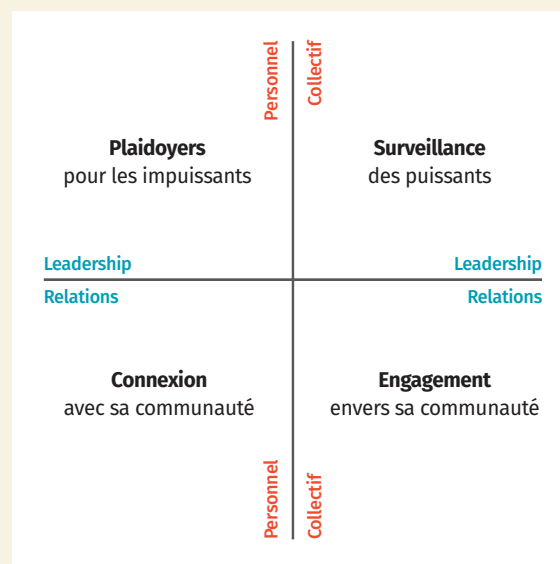 Personnel
Collectif
Plaidoyers
pour les impuissants
Surveillance
des puissants
Leadership
Leadership
Relations
Relations
Connexion
avec sa communauté
Engagement
envers sa communauté
Personnel
Collectif